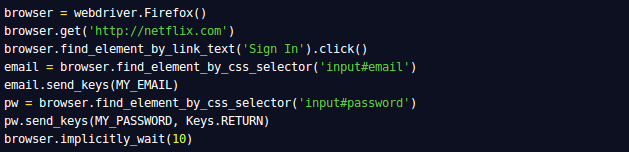 browser = webdriver.Firefox()
browser.get('http://netflix.com')
browser.find_element_by_link_text('Sign In').click()
email = browser.find_element_by_css_selector('input#email')
email.send_keys(MY_EMAIL)
pw = browser.find_element_by_css_selector('input#password')
pw.send_keys(MY_PASSWORD, Keys.RETURN)
browser.implicitly_wait(10)